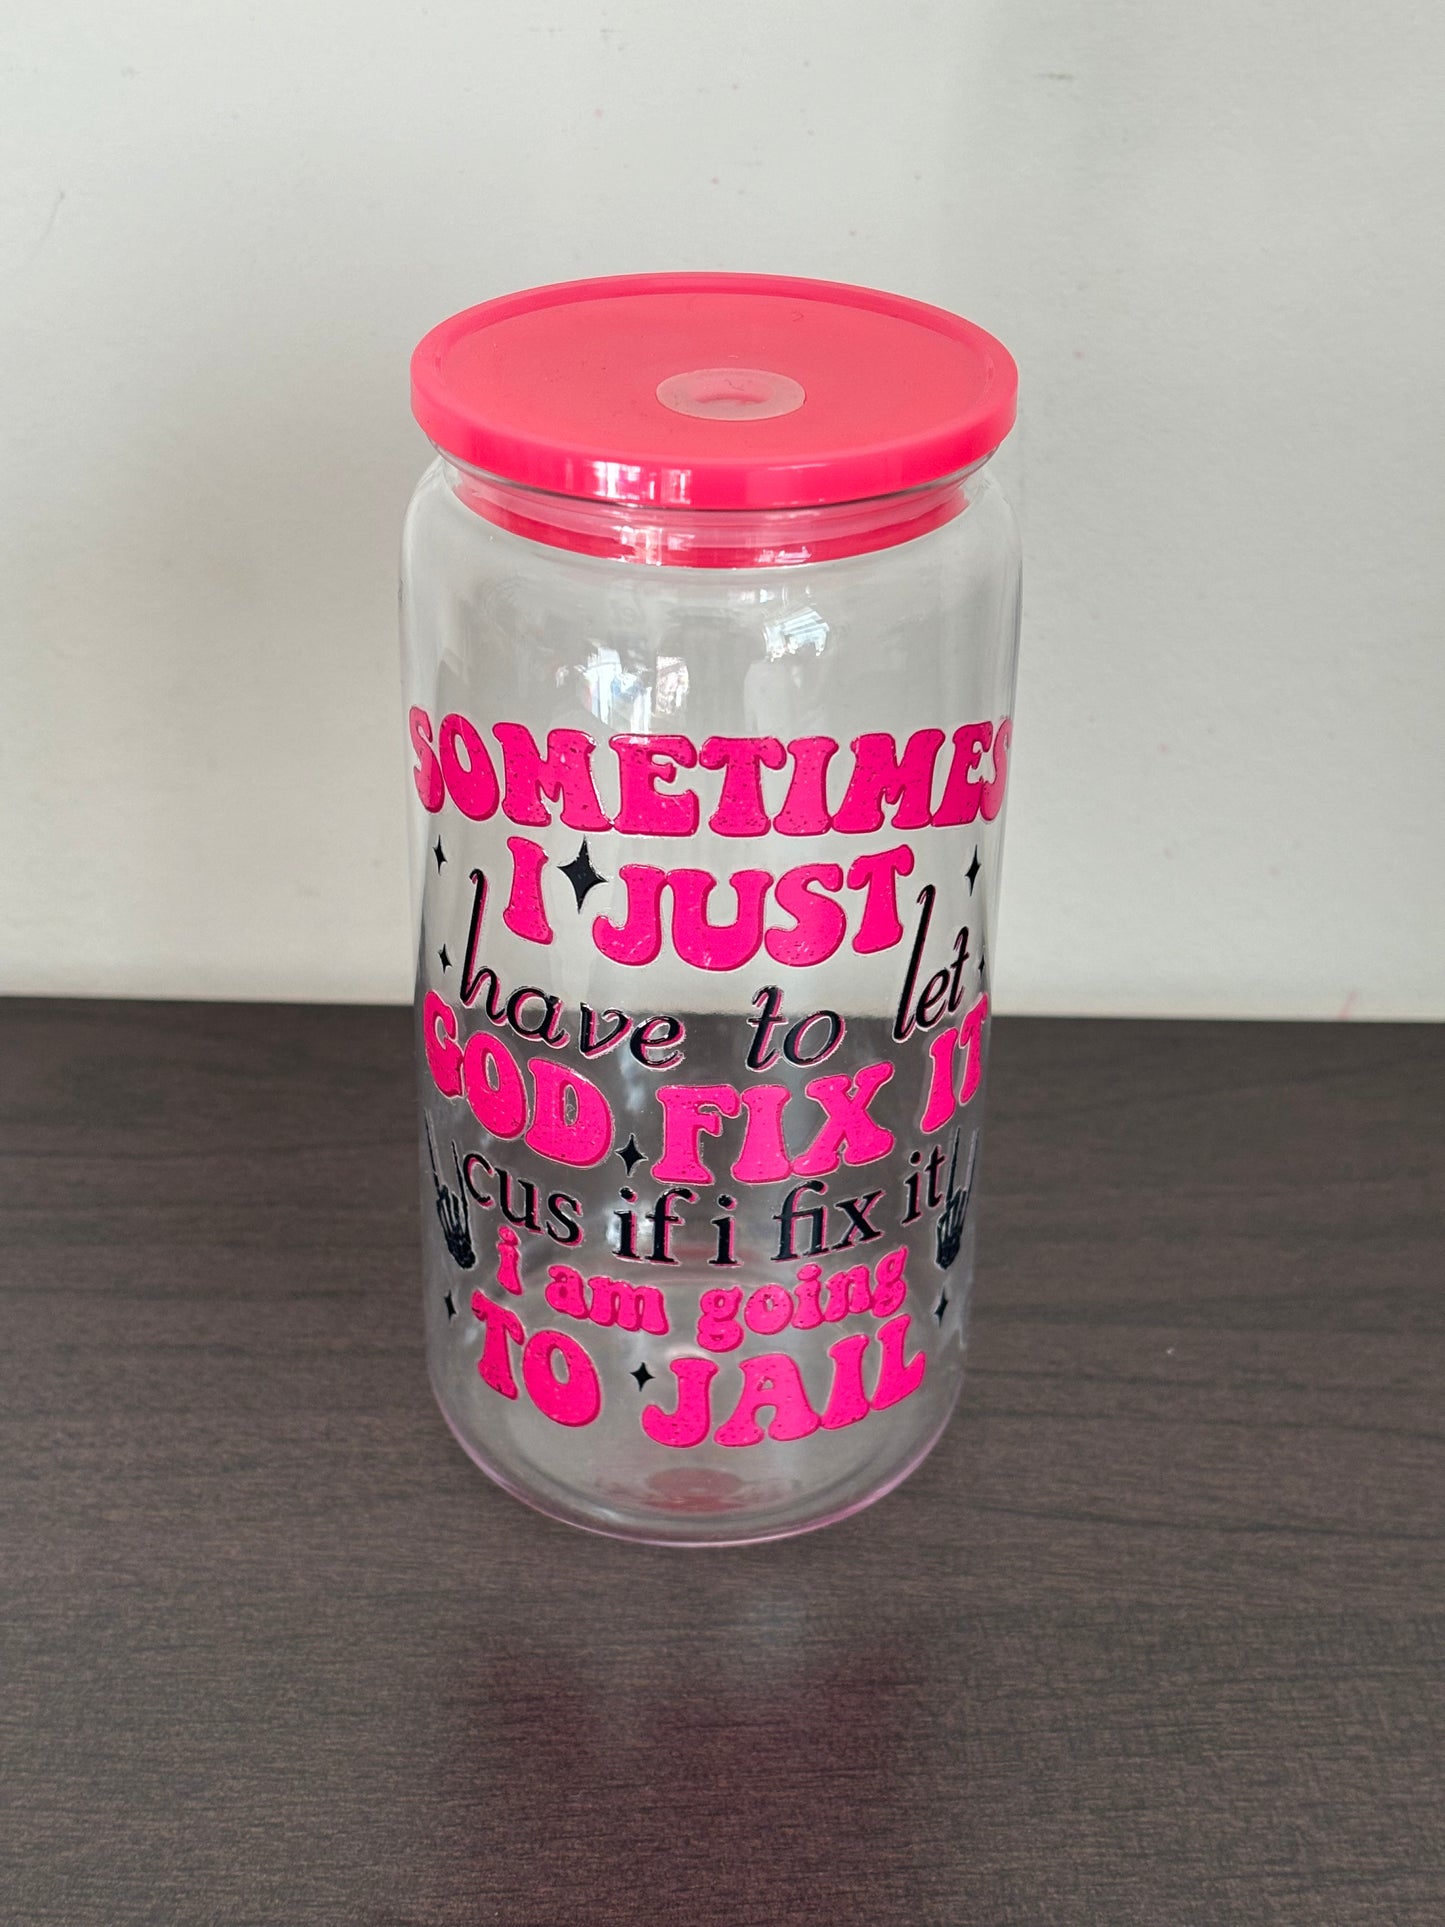 SOMETIMES
I JUST
have to let
GOD FIX IT
cus if i fix it
i am going
TO JAIL